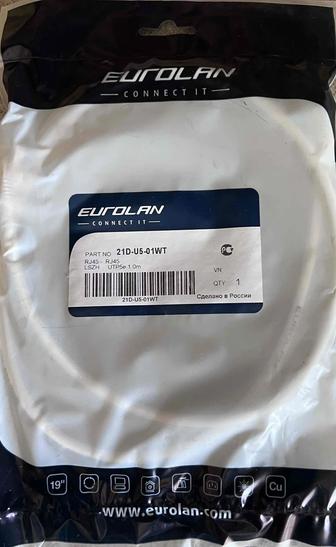 EUROLAN
CONNECT IT
EUROLAN
CONNECT IT
PART NO 21D-U5-01WT
RJ45 - RJ45
LSZH UTP5e 1.0m
VN:
QTY: 1
21D-U5-01WT
Сделано в России
19"
Cu
www.eurolan.com